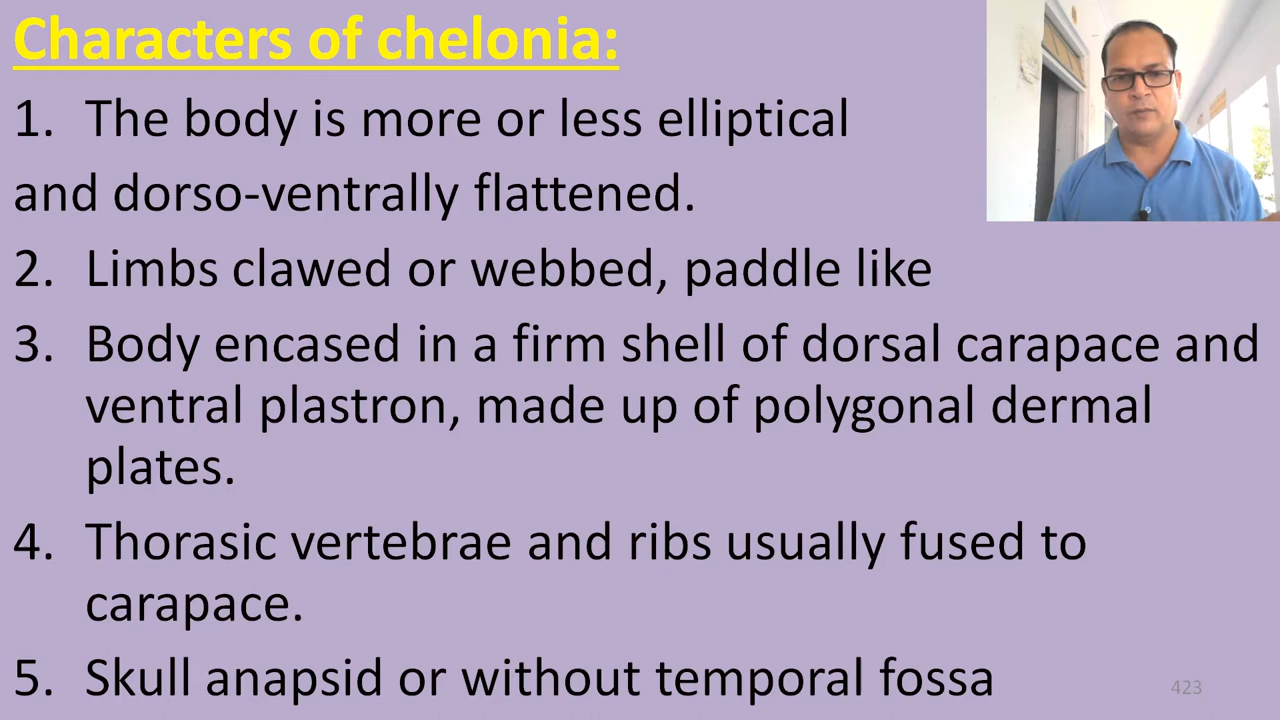 Characters of chelonia:
1. The body is more or less elliptical
and dorso-ventrally flattened.
2. Limbs clawed or webbed, paddle like
3. Body encased in a firm shell of dorsal carapace and
ventral plastron, made up of polygonal dermal
plates.
4. Thorasic vertebrae and ribs usually fused to
carapace.
5. Skull anapsid or without temporal fossa
423